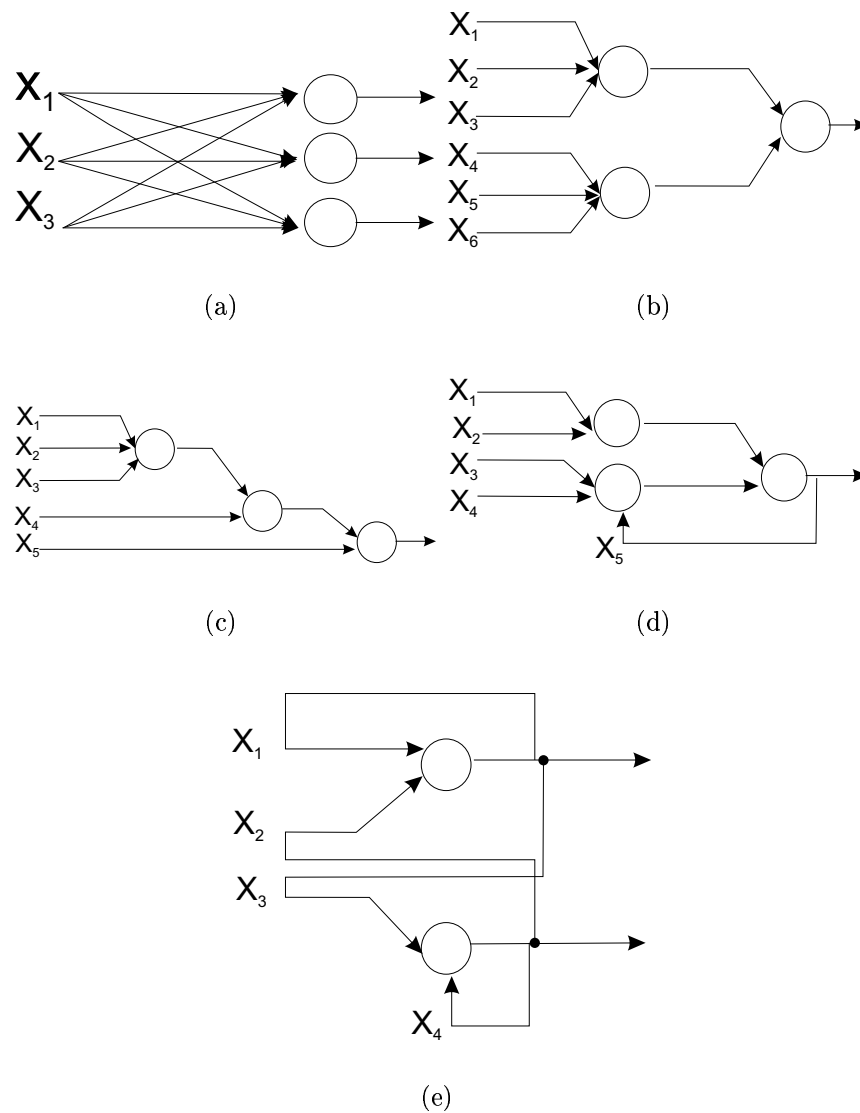 X₁
X₂
X₃
X₁
X₂
X₃
X₄
X₅
X₆
(a)
(b)
X₁
X₂
X₃
X₄
X₅
X₁
X₂
X₃
X₄
X₅
(c)
(d)
X₁
X₂
X₃
X₄
(e)